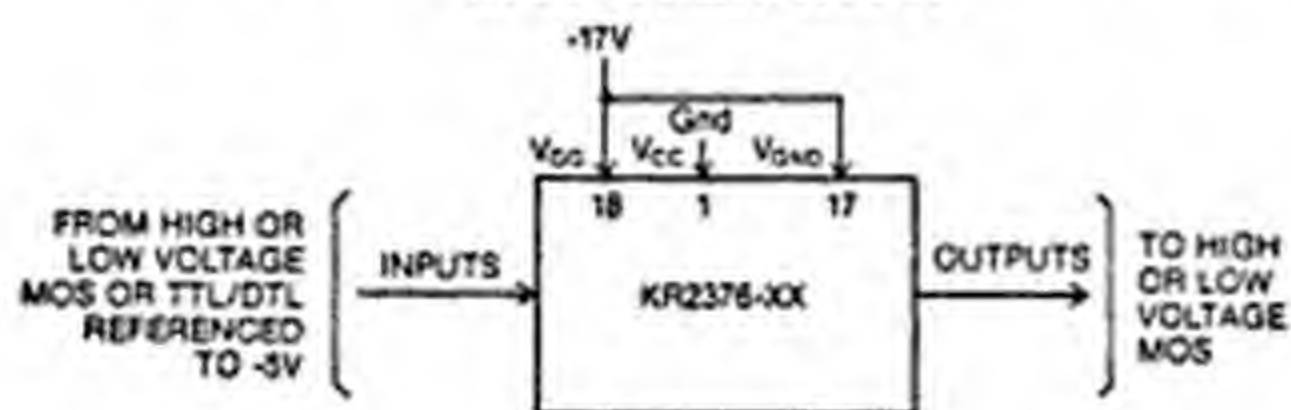 -17V
Gnd
VGG VCC VGND
18 1 17
FROM HIGH OR
LOW VOLTAGE
MOS OR TTL/DTL
REFERENCED
TO -5V
INPUTS
KR2376-XX
OUTPUTS
TO HIGH
OR LOW
VOLTAGE
MOS